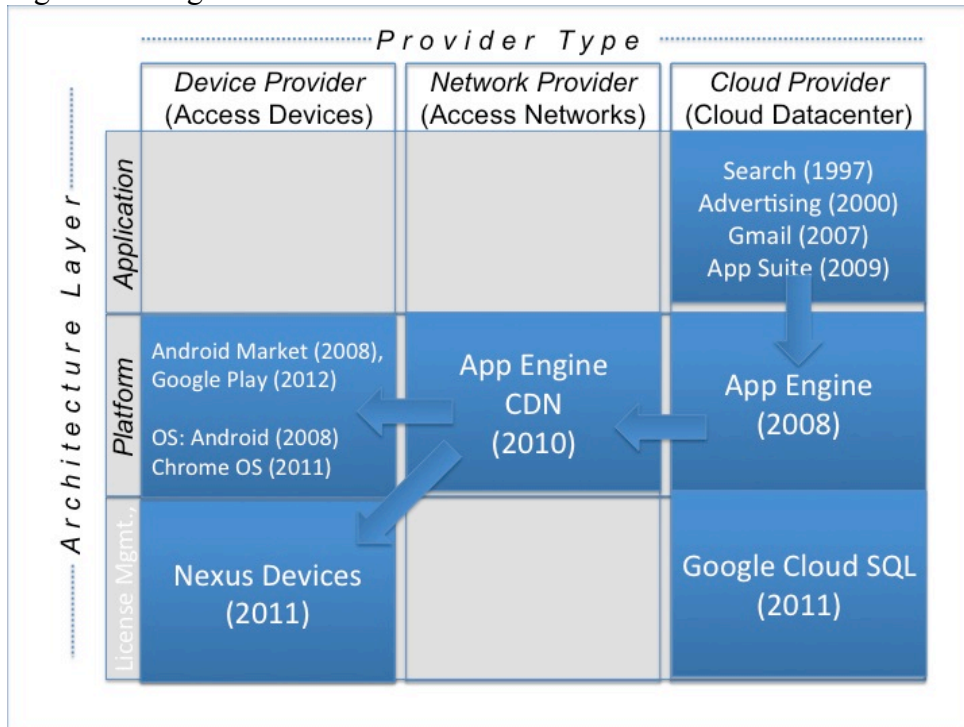 Provider Type
Device Provider
(Access Devices)
Network Provider
(Access Networks)
Cloud Provider
(Cloud Datacenter)
Architecture Layer
Application
Search (1997)
Advertising (2000)
Gmail (2007)
App Suite (2009)
Platform
Android Market (2008),
Google Play (2012)
OS: Android (2008)
Chrome OS (2011)
App Engine
CDN
(2010)
App Engine
(2008)
License Mgmt.,
Nexus Devices
(2011)
Google Cloud SQL
(2011)